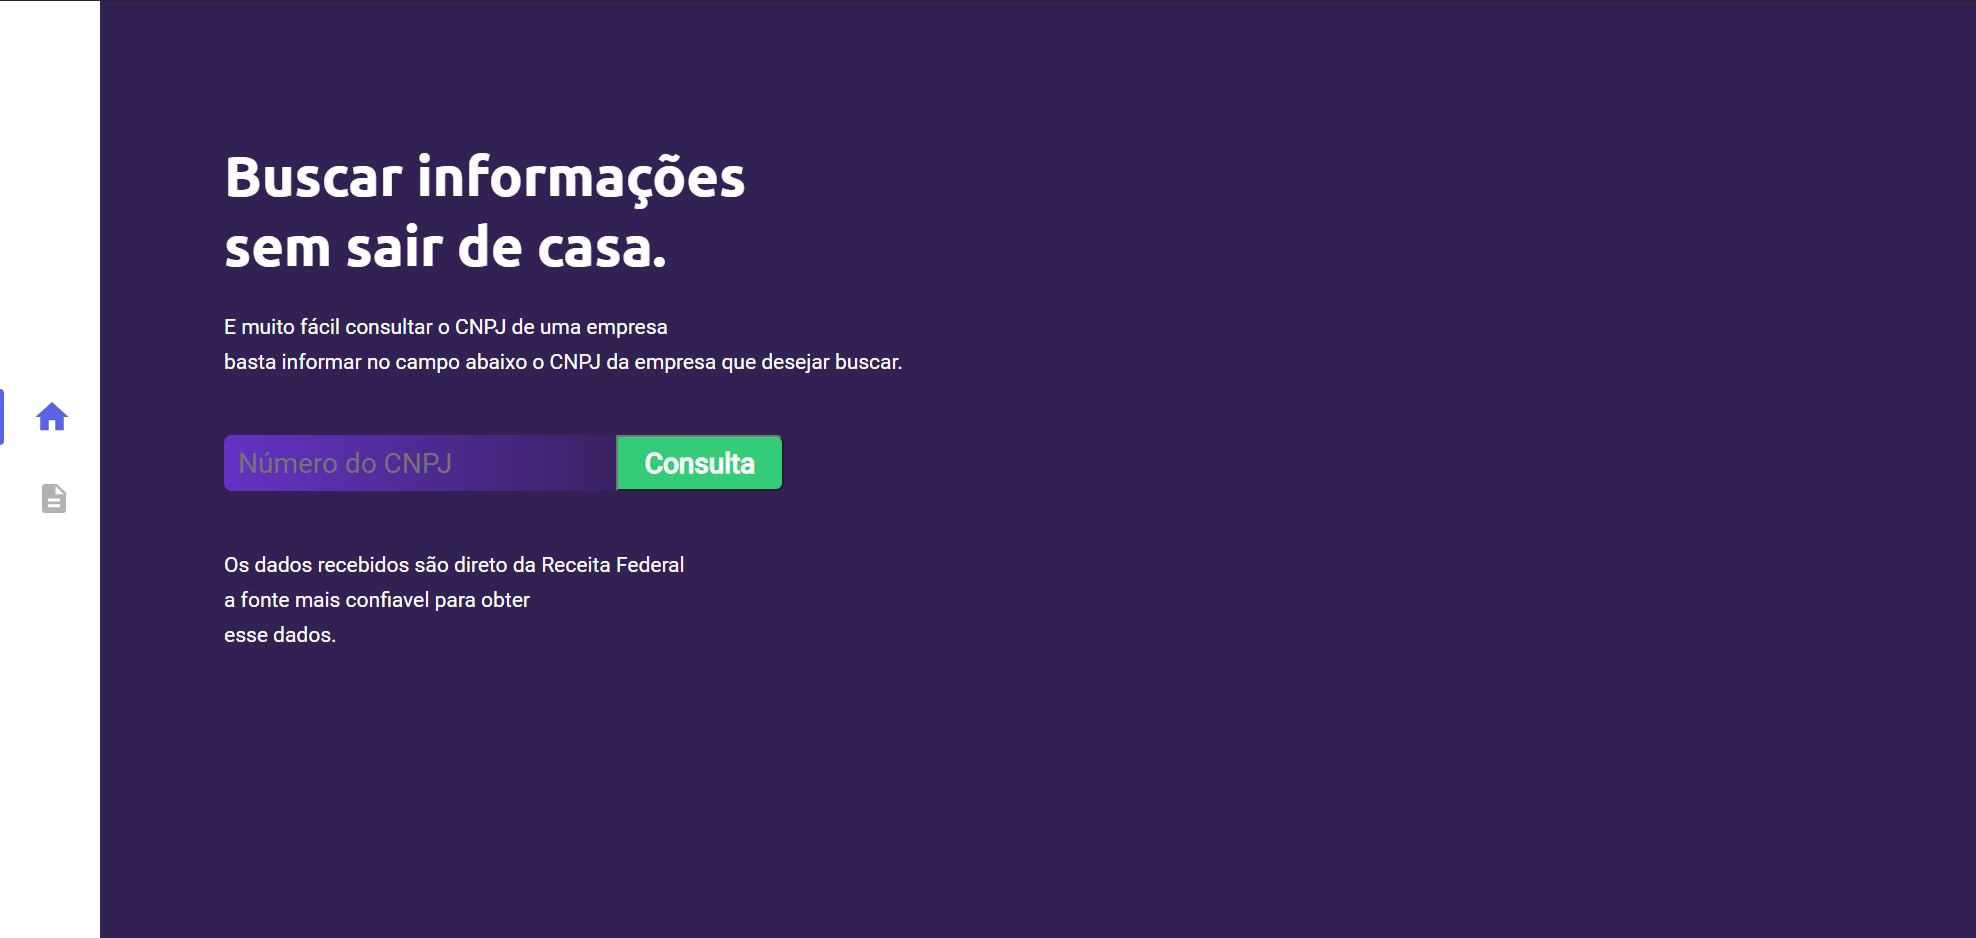 Buscar informações
sem sair de casa.
E muito fácil consultar o CNPJ de uma empresa
basta informar no campo abaixo o CNPJ da empresa que desejar buscar.
Número do CNPJ
Consulta
Os dados recebidos são direto da Receita Federal
a fonte mais confiavel para obter
esse dados.